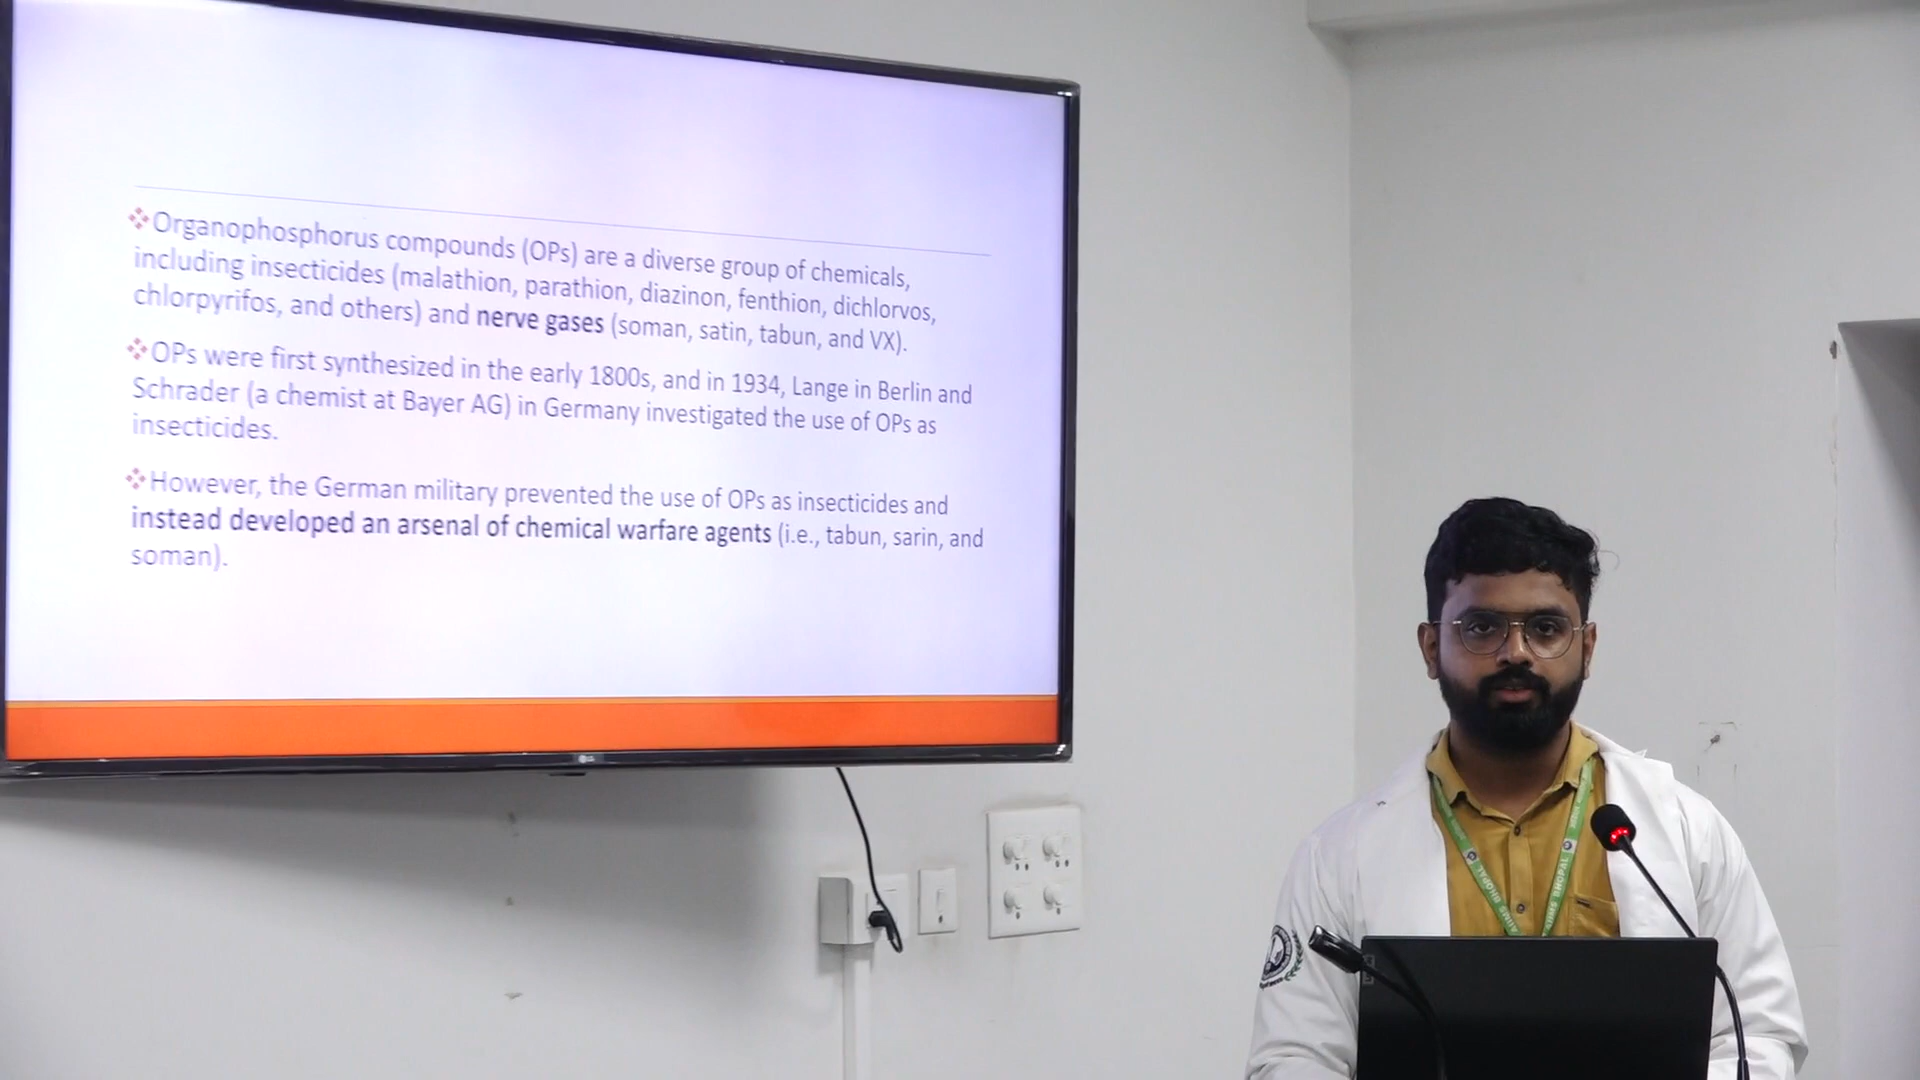 ❖Organophosphorus compounds (OPs) are a diverse group of chemicals,
including insecticides (malathion, parathion, diazinon, fenthion, dichlorvos,
chlorpyrifos, and others) and nerve gases (soman, satin, tabun, and VX).
❖OPs were first synthesized in the early 1800s, and in 1934, Lange in Berlin and
Schrader (a chemist at Bayer AG) in Germany investigated the use of OPs as
insecticides.
❖However, the German military prevented the use of OPs as insecticides and
instead developed an arsenal of chemical warfare agents (i.e., tabun, sarin, and
soman).
AIIMS BHOPAL
AIIMS BHOPAL